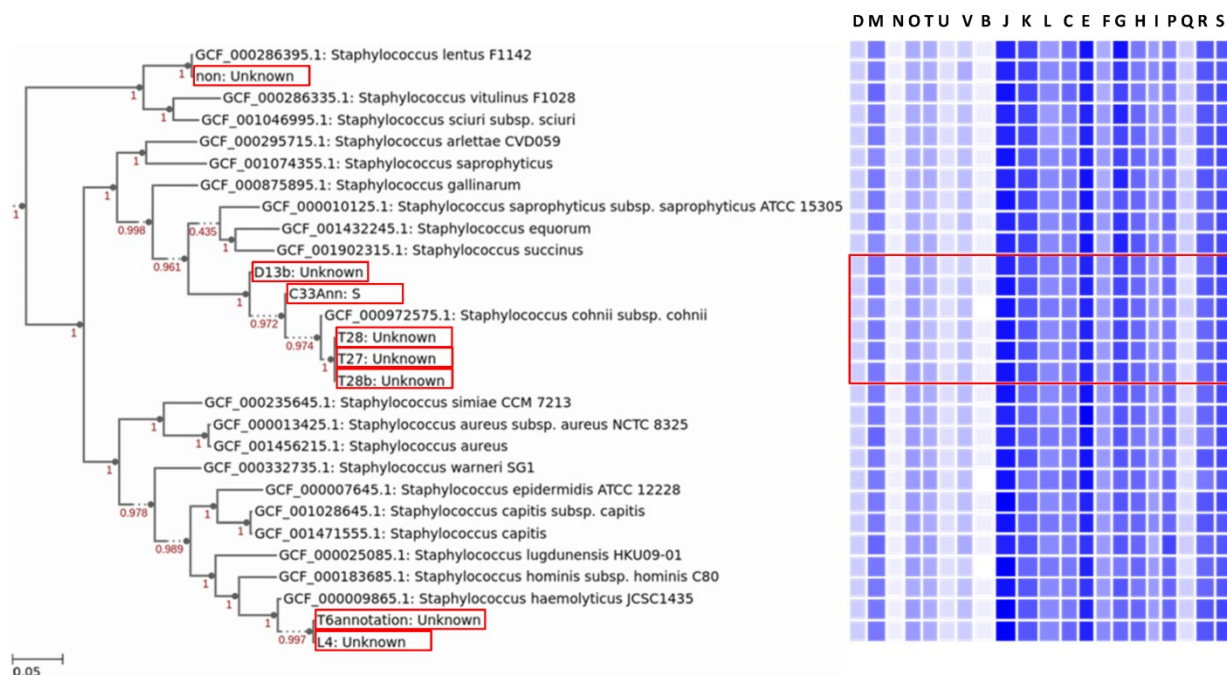 D M N O T U V B J K L C E F G H I P Q R S
GCF_000286395.1: Staphylococcus lentus F1142
1
non: Unknown
1
GCF_000286335.1: Staphylococcus vitulinus F1028
1
GCF_001046995.1: Staphylococcus sciuri subsp. sciuri
GCF_000295715.1: Staphylococcus arlettae CVD059
1
GCF_001074355.1: Staphylococcus saprophyticus
1
GCF_000875895.1: Staphylococcus gallinarum
1
GCF_000010125.1: Staphylococcus saprophyticus subsp. saprophyticus ATCC 15305
0.998
0.435
GCF_001432245.1: Staphylococcus equorum
1
GCF_001902315.1: Staphylococcus succinus
0.961
D13b: Unknown
C33Ann: S
1
GCF_000972575.1: Staphylococcus cohnii subsp. cohnii
0.972
1
T28: Unknown
0.974
T27: Unknown
1
T28b: Unknown
GCF_000235645.1: Staphylococcus simiae CCM 7213
1
GCF_000013425.1: Staphylococcus aureus subsp. aureus NCTC 8325
1
GCF_001456215.1: Staphylococcus aureus
1
GCF_000332735.1: Staphylococcus warneri SG1
GCF_000007645.1: Staphylococcus epidermidis ATCC 12228
0.978
1
GCF_001028645.1: Staphylococcus capitis subsp. capitis
1
GCF_001471555.1: Staphylococcus capitis
0.989
GCF_000025085.1: Staphylococcus lugdunensis HKU09-01
1
GCF_000183685.1: Staphylococcus hominis subsp. hominis C80
1
GCF_000009865.1: Staphylococcus haemolyticus JCSC1435
1
T6annotation: Unknown
0.997
L4: Unknown
0.05